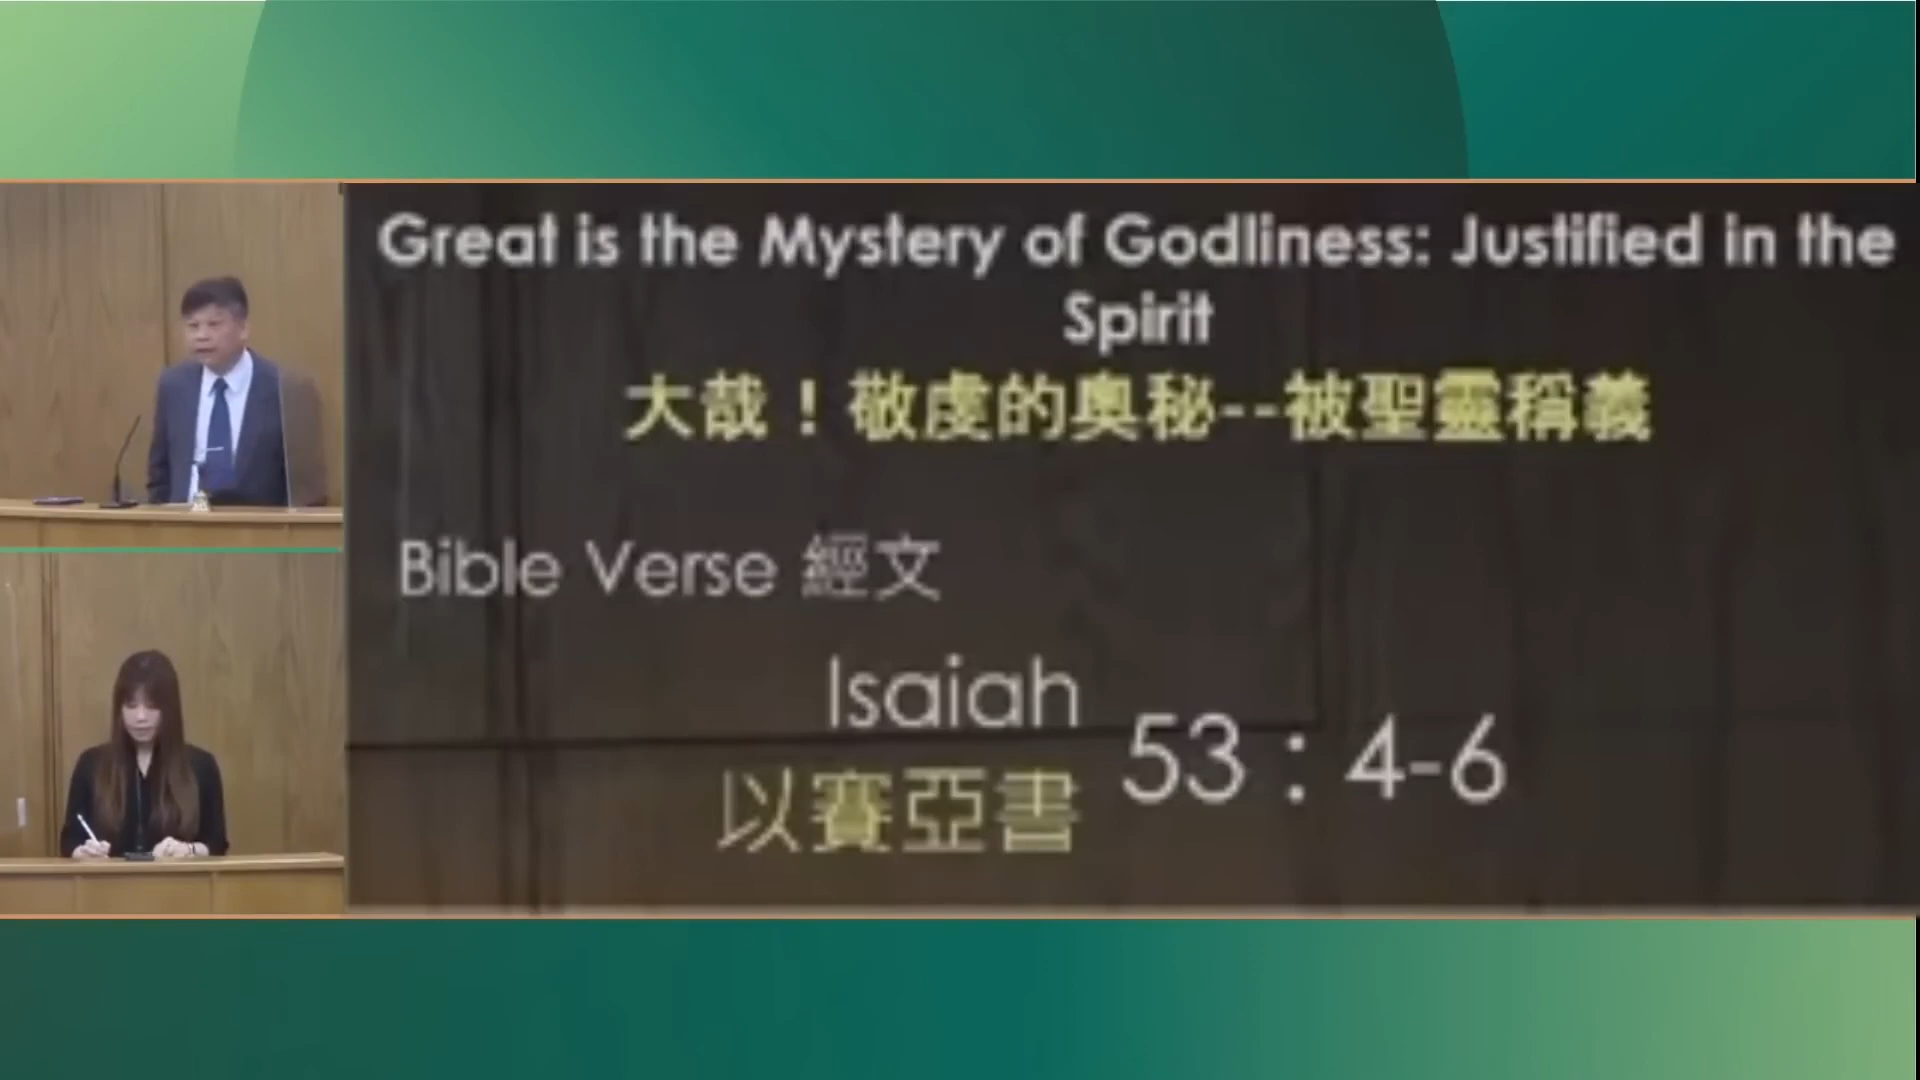 Great is the Mystery of Godliness: Justified in the
Spirit
大哉！敬虔的奧秘--被聖靈稱義
Bible Verse 經文
Isaiah
以賽亞書
53 : 4-6